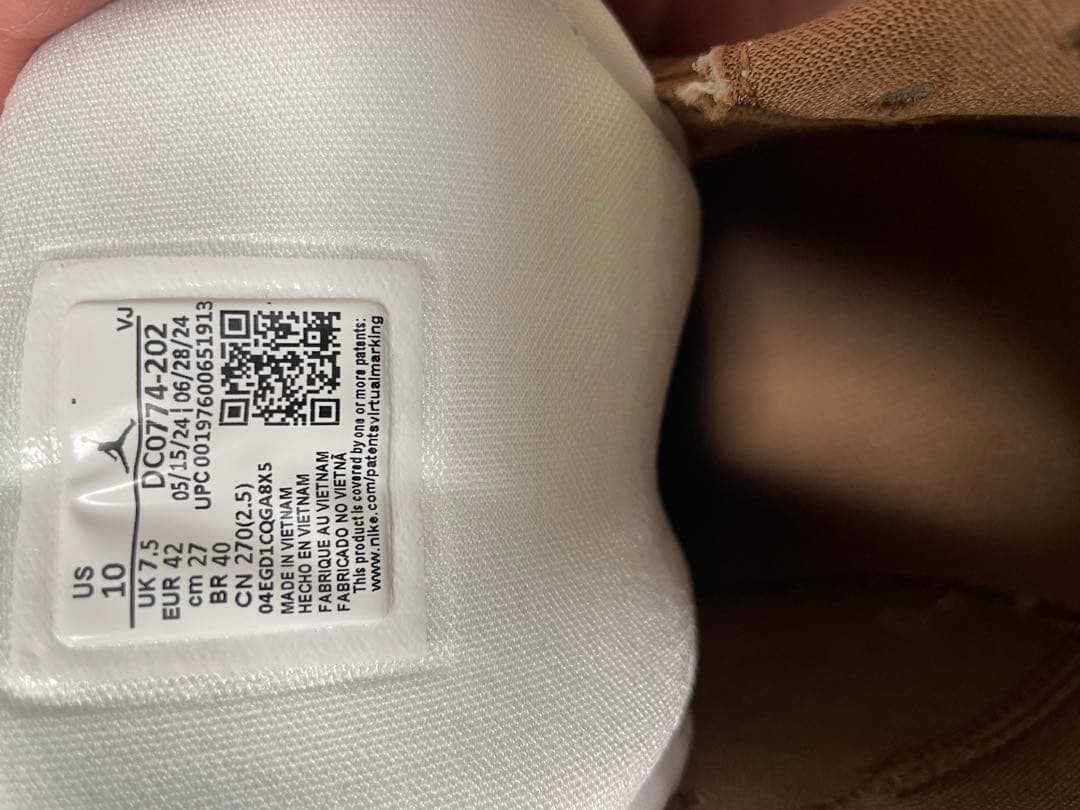 US
10
VJ
UK 7.5
EUR 42
cm 27
BR 40
CN 270(2.5)
DC0774-202
05/15/24 | 06/28/24
UPC 00197600651913
04EGD1CQGA8X5
MADE IN VIETNAM
HECHO EN VIETNAM
FABRIQUE AU VIETNAM
FABRICADO NO VIETNÃ
This product is covered by one or more patents:
www.nike.com/patentsvirtualmarking